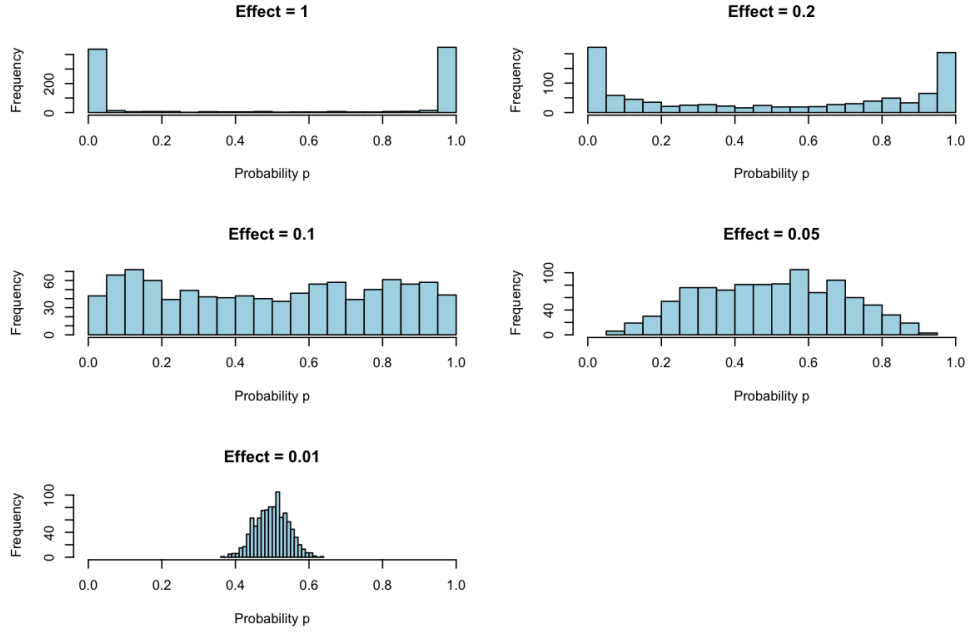 Effect = 1
Frequency
200
0
0.0 0.2 0.4 0.6 0.8 1.0
Probability p
Effect = 0.2
Frequency
100
0
0.0 0.2 0.4 0.6 0.8 1.0
Probability p
Effect = 0.1
Frequency
60
30
0
0.0 0.2 0.4 0.6 0.8 1.0
Probability p
Effect = 0.05
Frequency
100
40
0
0.0 0.2 0.4 0.6 0.8 1.0
Probability p
Effect = 0.01
Frequency
100
40
0
0.0 0.2 0.4 0.6 0.8 1.0
Probability p